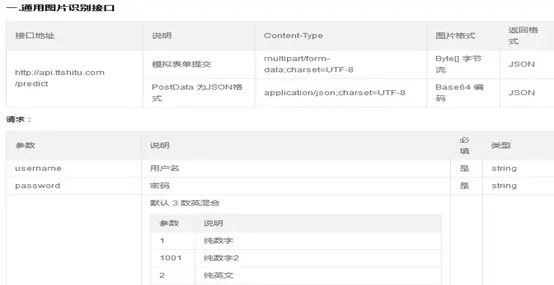 一.通用图片识别接口
接口地址 说明 Content-Type 图片格式 返回格式
http://api.ttshitu.com/predict 模拟表单提交 multipart/form-data;charset=UTF-8 Byte[] 字节流 JSON
PostData 为JSON格式 application/json;charset=UTF-8 Base64 编码 JSON
请求：
参数 说明 必填 类型
username 用户名 是 string
password 密码 是 string
默认 3 数英混合
参数 说明
1 纯数字
1001 纯数字2
2 纯英文